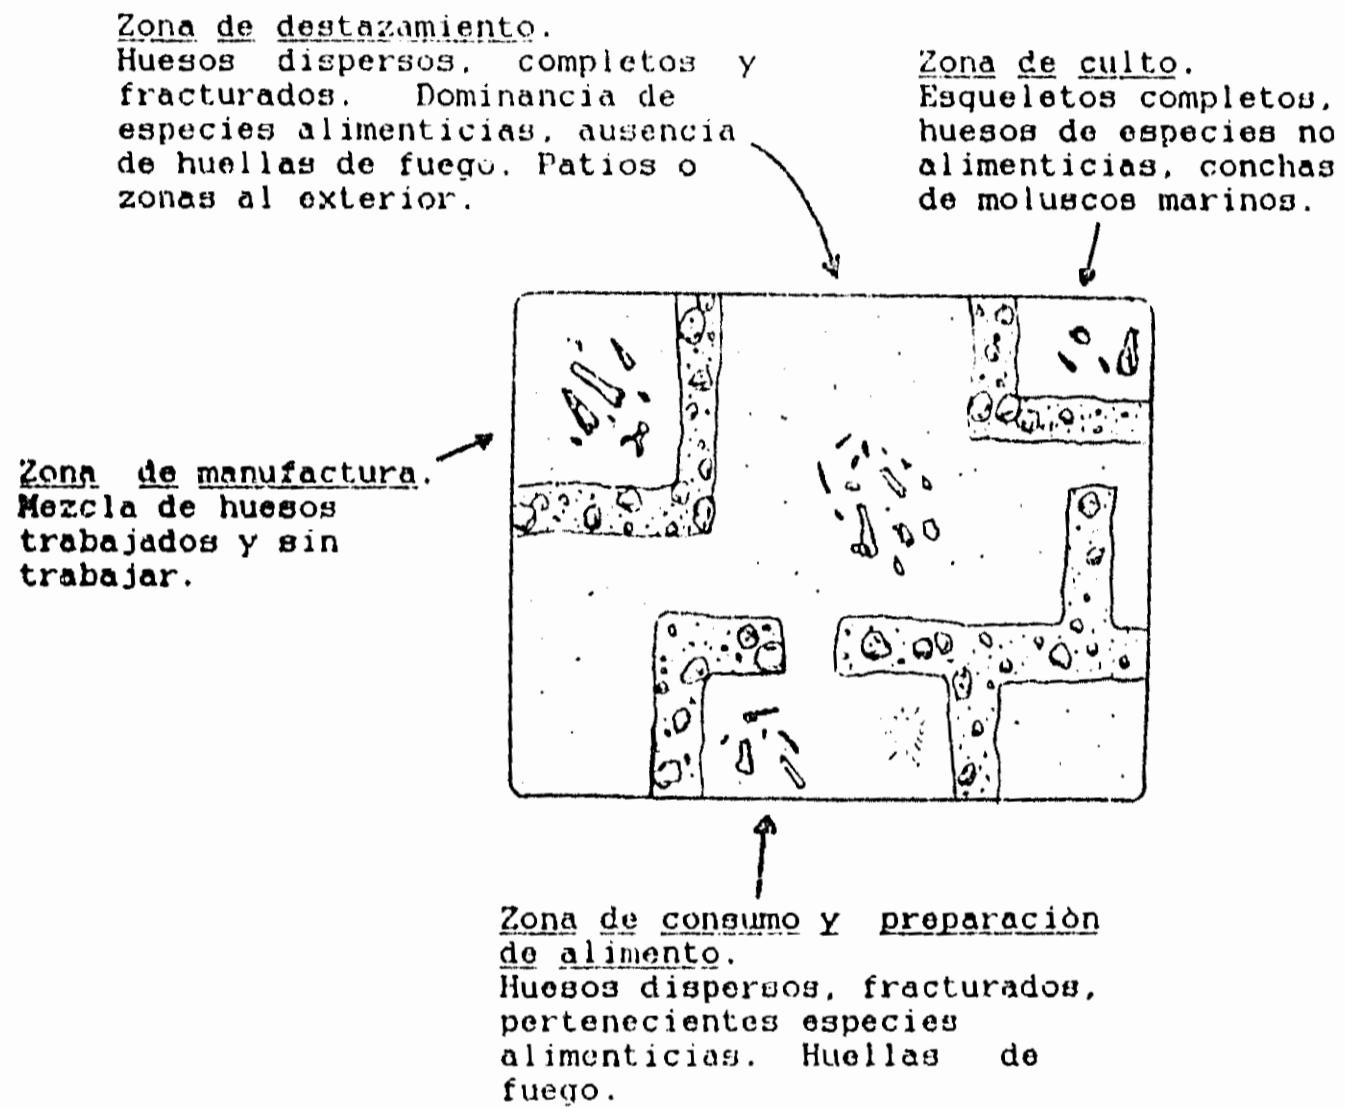 Zona de destazamiento.
Huesos dispersos, completos y
fracturados. Dominancia de
especies alimenticias, ausencia
de huellas de fuego. Patios o
zonas al exterior.
Zona de culto.
Esqueletos completos,
huesos de especies no
alimenticias, conchas
de moluscos marinos.
Zona de manufactura.
Mezcla de huesos
trabajados y sin
trabajar.
Zona de consumo y preparaciòn
de alimento.
Huesos dispersos, fracturados,
pertenecientes especies
alimenticias. Huellas de
fuego.